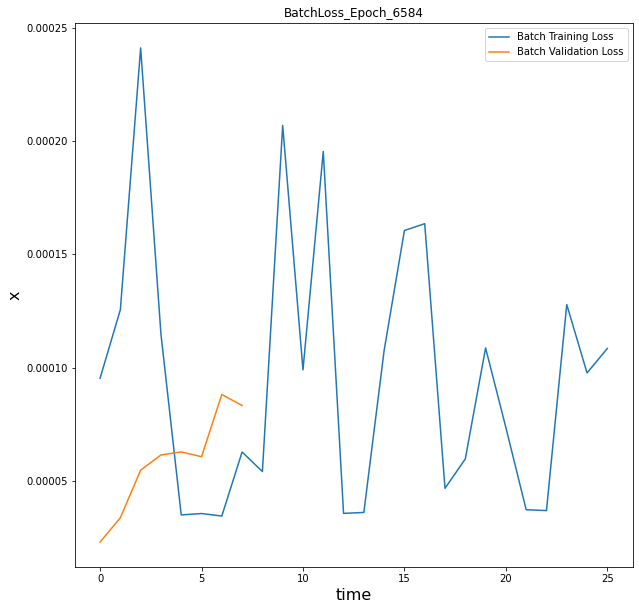 BatchLoss_Epoch_6584
Batch Training Loss
Batch Validation Loss
0.00025
0.00020
0.00015
0.00010
0.00005
x
0 5 10 15 20 25
time